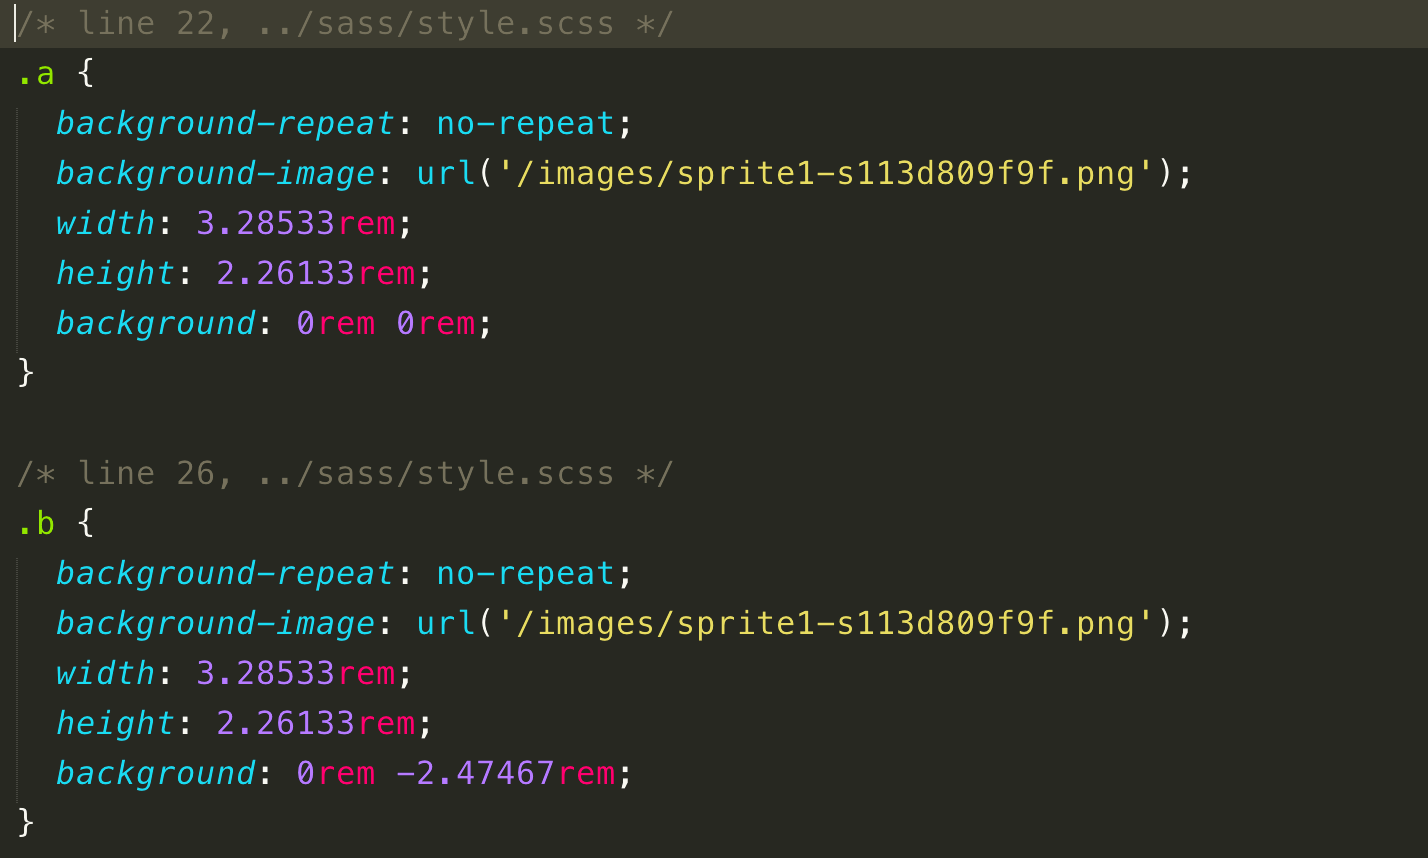 /* line 22, ../sass/style.scss */
.a {
  background-repeat: no-repeat;
  background-image: url('/images/sprite1-s113d809f9f.png');
  width: 3.28533rem;
  height: 2.26133rem;
  background: 0rem 0rem;
}

/* line 26, ../sass/style.scss */
.b {
  background-repeat: no-repeat;
  background-image: url('/images/sprite1-s113d809f9f.png');
  width: 3.28533rem;
  height: 2.26133rem;
  background: 0rem -2.47467rem;
}